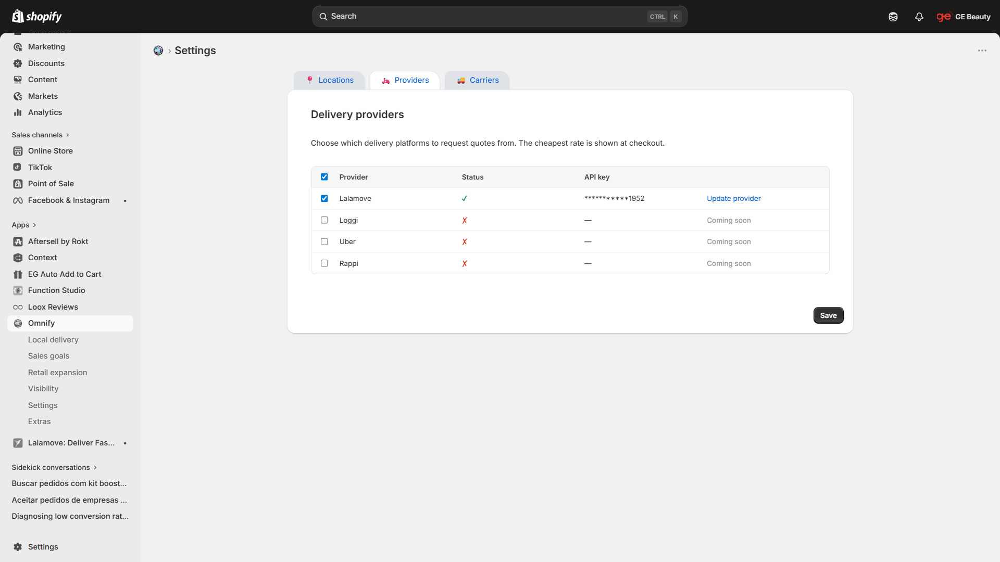 shopify
Search
CTRL K
GE Beauty
Customers
Marketing
Discounts
Content
Markets
Analytics
Sales channels
Online Store
TikTok
Point of Sale
Facebook & Instagram
Apps
Aftersell by Rokt
Context
EG Auto Add to Cart
Function Studio
Loox Reviews
Omnify
Local delivery
Sales goals
Retail expansion
Visibility
Settings
Extras
Lalamove: Deliver Fas...
Sidekick conversations
Buscar pedidos com kit boost...
Aceitar pedidos de empresas ...
Diagnosing low conversion rat...
Settings
Settings
Locations
Providers
Carriers
Delivery providers
Choose which delivery platforms to request quotes from. The cheapest rate is shown at checkout.
Provider Status API key
Lalamove ✓ ***********1952 Update provider
Loggi ✗ — Coming soon
Uber ✗ — Coming soon
Rappi ✗ — Coming soon
Save